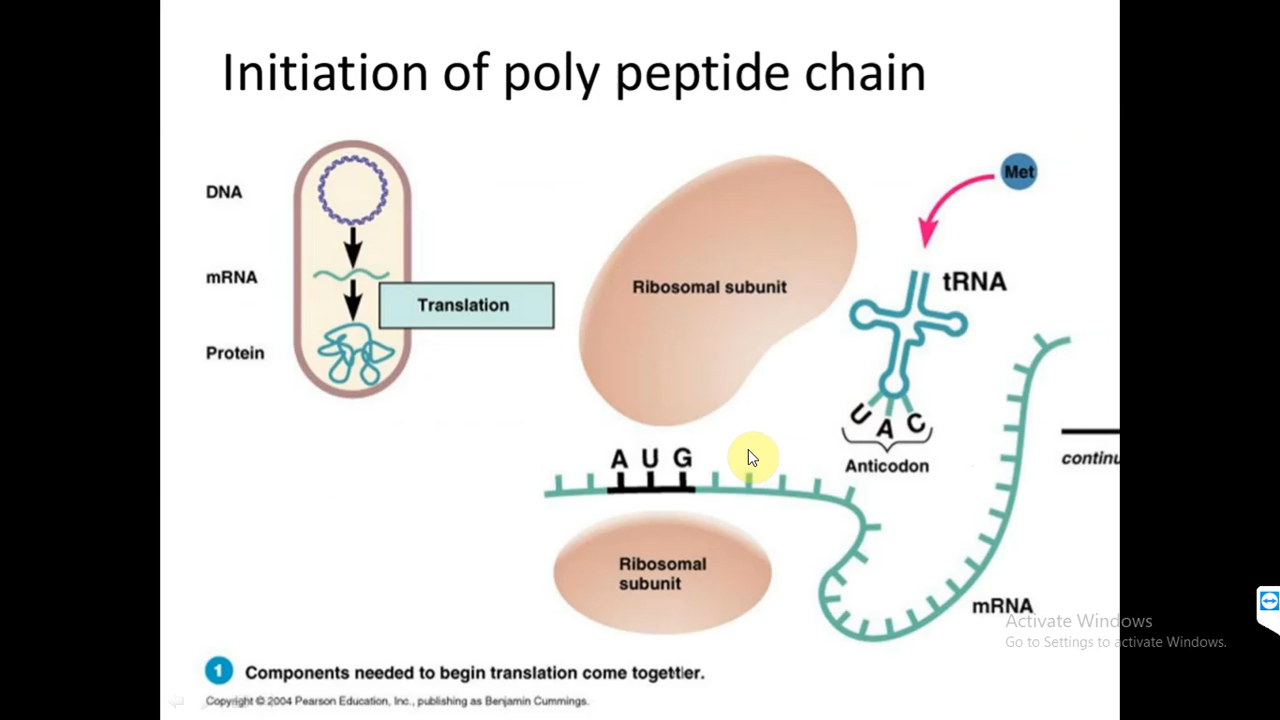 Initiation of poly peptide chain
DNA
mRNA
Protein
Translation
Ribosomal subunit
Met
tRNA
U A C
Anticodon
A U G
Ribosomal
subunit
mRNA
continu
Activate Windows
Go to Settings to activate Windows.
1 Components needed to begin translation come together.
Copyright © 2004 Pearson Education, Inc., publishing as Benjamin Cummings.